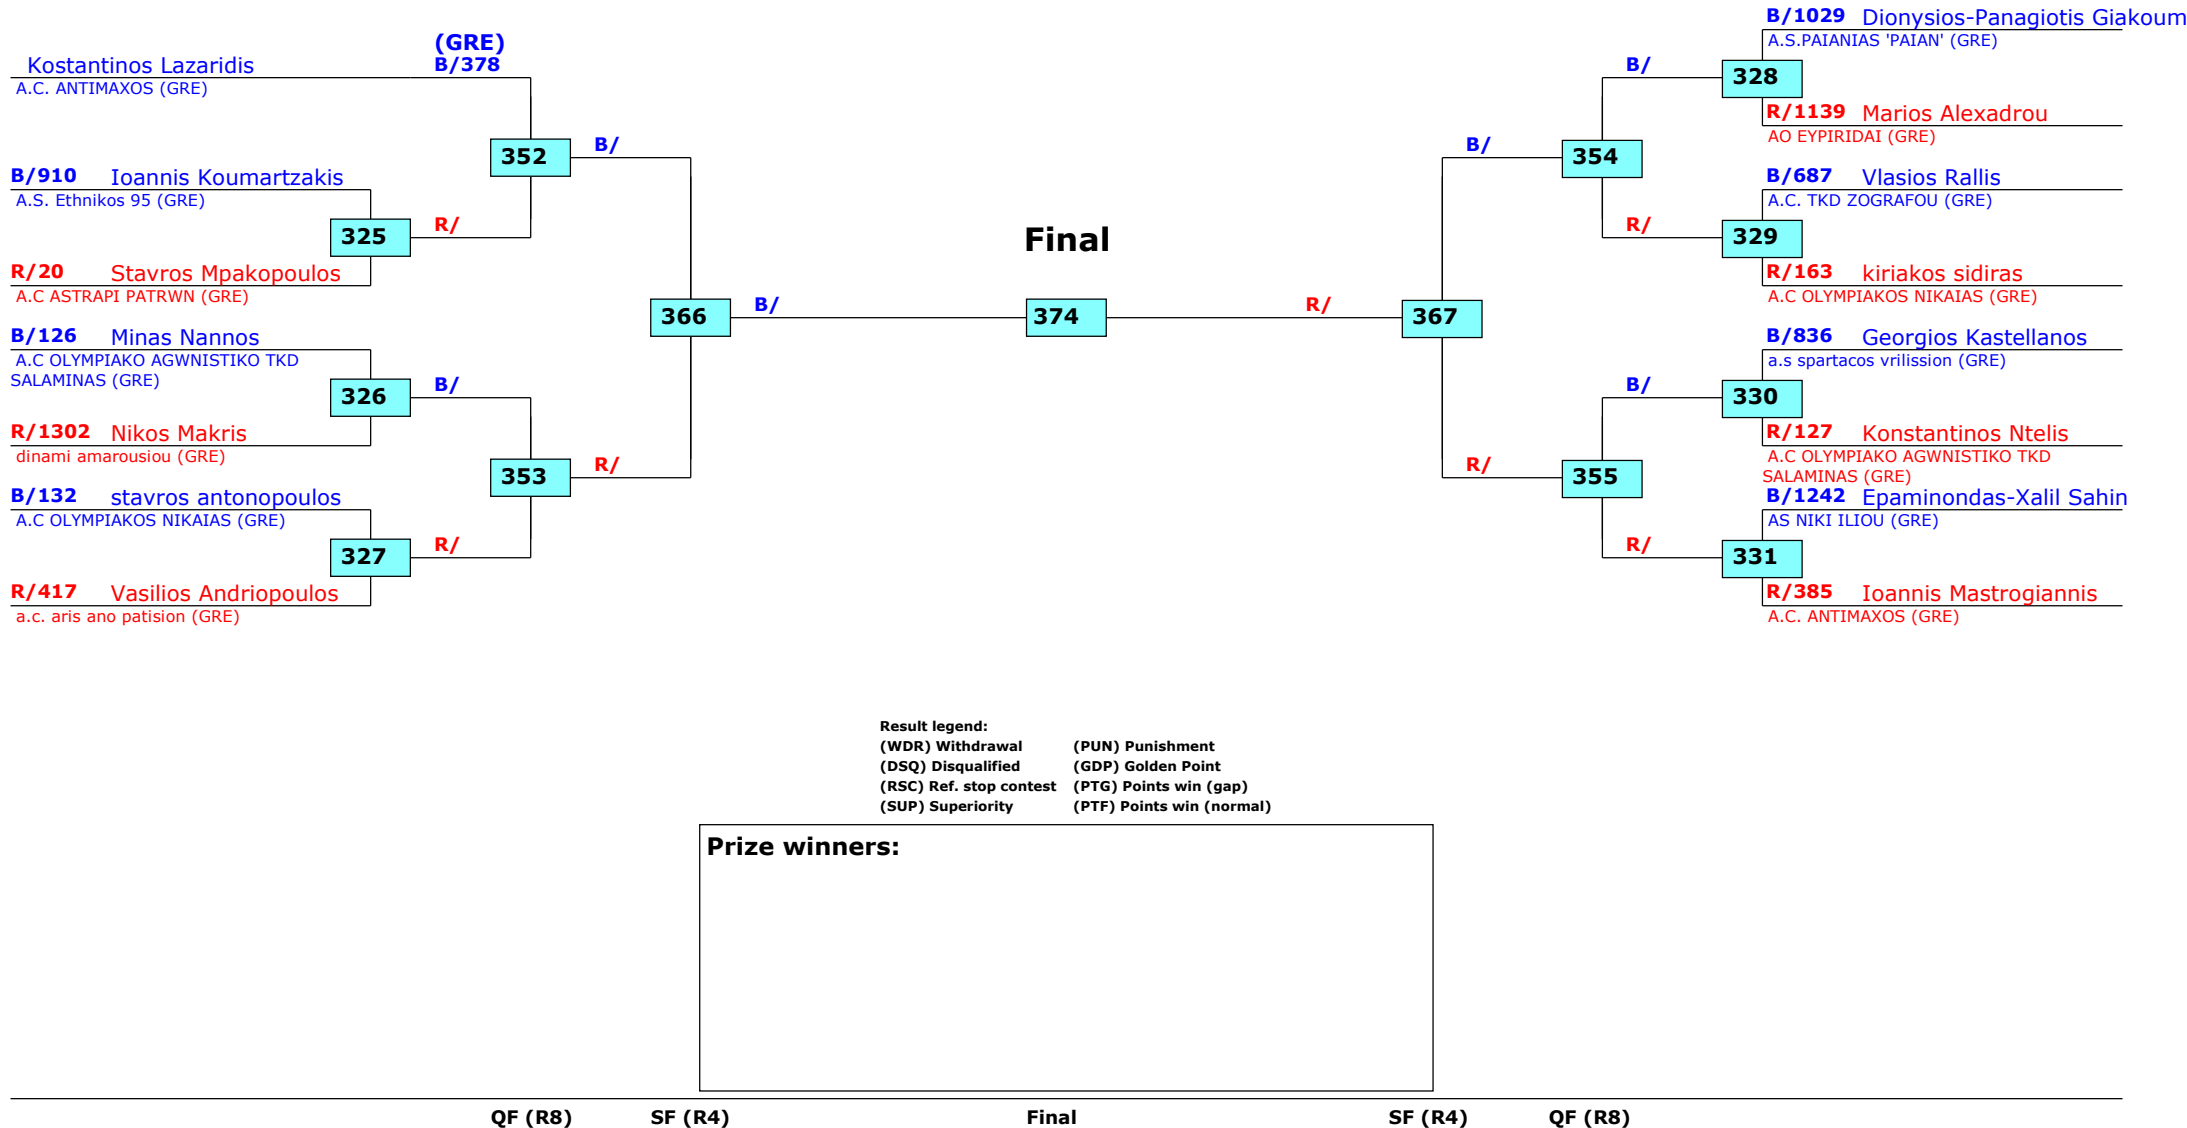 (GRE)
Kostantinos Lazaridis B/378
A.C. ANTIMAXOS (GRE)
352 B/
B/910 Ioannis Koumartzakis
A.S. Ethnikos 95 (GRE)
325 R/
R/20 Stavros Mpakopoulos
A.C ASTRAPI PATRWN (GRE)
366 B/
B/126 Minas Nannos
A.C OLYMPIAKO AGWNISTIKO TKD
SALAMINAS (GRE)
326 B/
R/1302 Nikos Makris
dinami amarousiou (GRE)
353 R/
B/132 stavros antonopoulos
A.C OLYMPIAKOS NIKAIAS (GRE)
327 R/
R/417 Vasilios Andriopoulos
a.c. aris ano patision (GRE)
Final
374
B/1029 Dionysios-Panagiotis Giakoum
A.S.PAIANIAS 'PAIAN' (GRE)
B/ 328
R/1139 Marios Alexadrou
AO EYPIRIDAI (GRE)
B/ 354
B/687 Vlasios Rallis
A.C. TKD ZOGRAFOU (GRE)
R/ 329
R/163 kiriakos sidiras
A.C OLYMPIAKOS NIKAIAS (GRE)
R/ 367
B/836 Georgios Kastellanos
a.s spartacos vrilission (GRE)
B/ 330
R/127 Konstantinos Ntelis
A.C OLYMPIAKO AGWNISTIKO TKD
SALAMINAS (GRE)
R/ 355
B/1242 Epaminondas-Xalil Sahin
AS NIKI ILIOU (GRE)
R/ 331
R/385 Ioannis Mastrogiannis
A.C. ANTIMAXOS (GRE)
Result legend:
(WDR) Withdrawal (PUN) Punishment
(DSQ) Disqualified (GDP) Golden Point
(RSC) Ref. stop contest (PTG) Points win (gap)
(SUP) Superiority (PTF) Points win (normal)
Prize winners:
QF (R8) SF (R4) Final SF (R4) QF (R8)